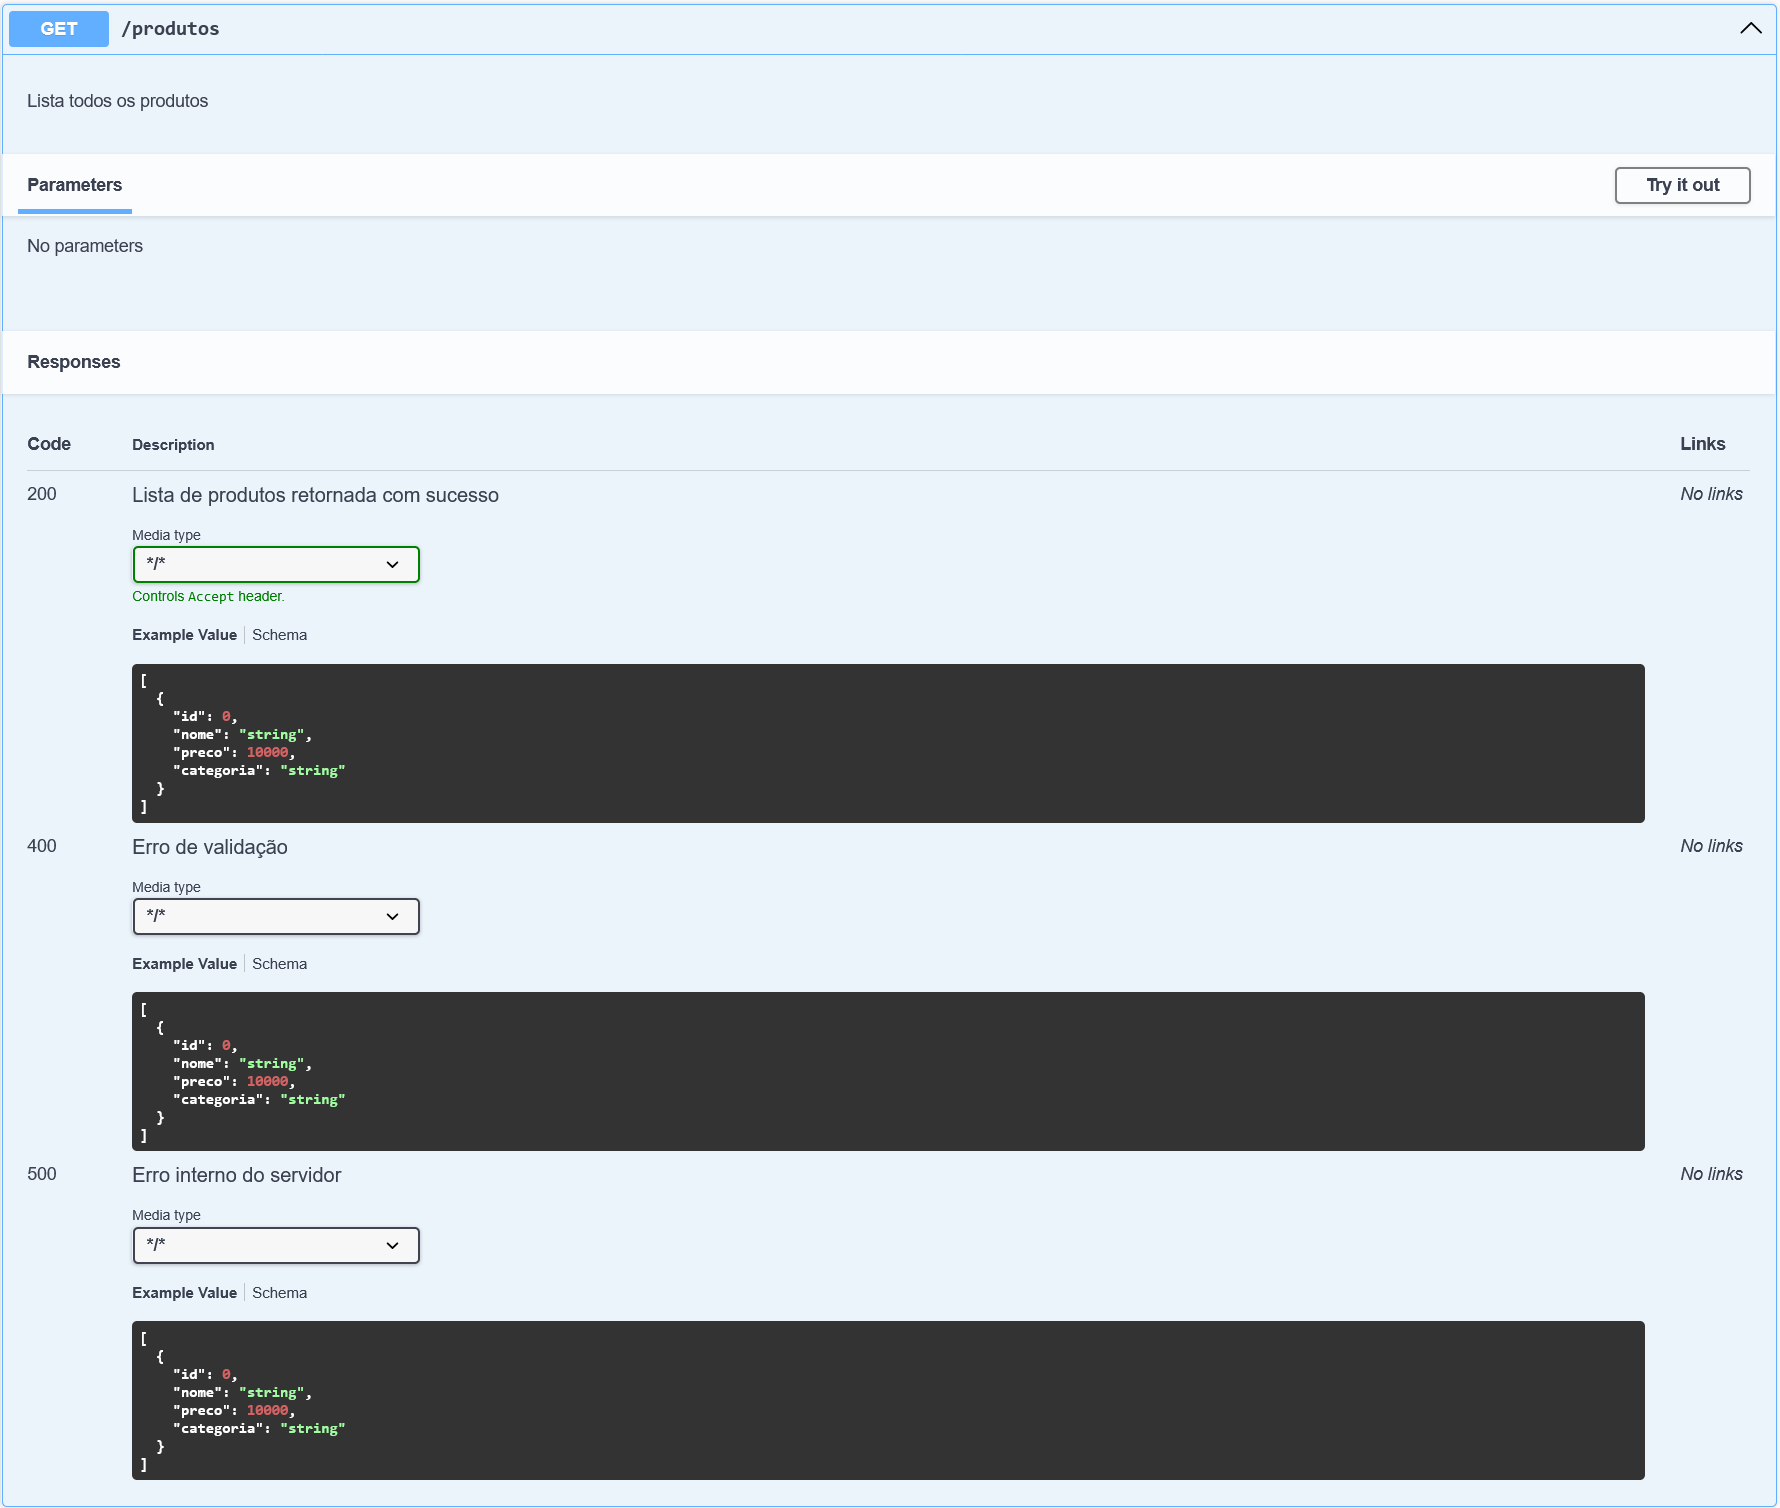 GET /produtos
Lista todos os produtos
Parameters
Try it out
No parameters
Responses
Code Description Links
200 Lista de produtos retornada com sucesso No links
Media type
*/*
Controls Accept header.
Example Value Schema
[
  {
    "id": 0,
    "nome": "string",
    "preco": 10000,
    "categoria": "string"
  }
]
400 Erro de validação No links
Media type
*/*
Example Value Schema
[
  {
    "id": 0,
    "nome": "string",
    "preco": 10000,
    "categoria": "string"
  }
]
500 Erro interno do servidor No links
Media type
*/*
Example Value Schema
[
  {
    "id": 0,
    "nome": "string",
    "preco": 10000,
    "categoria": "string"
  }
]